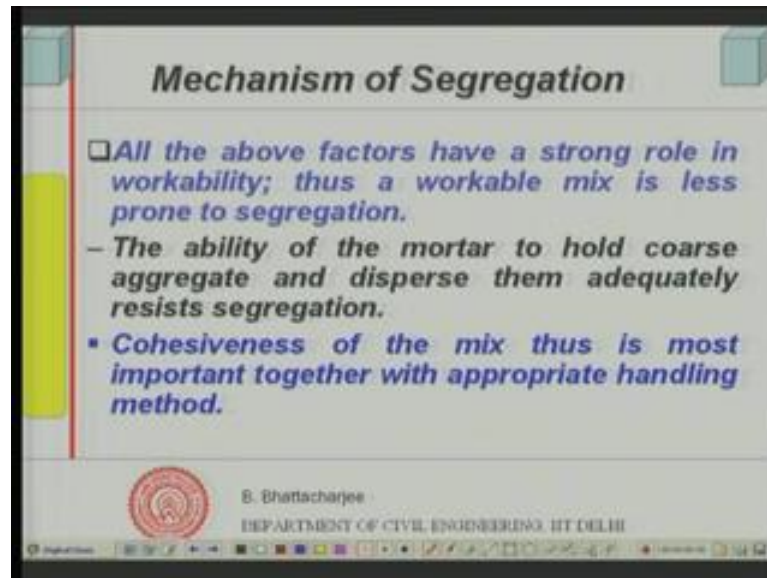 Mechanism of Segregation
❑All the above factors have a strong role in
workability; thus a workable mix is less
prone to segregation.
– The ability of the mortar to hold coarse
aggregate and disperse them adequately
resists segregation.
▪ Cohesiveness of the mix thus is most
important together with appropriate handling
method.
B. Bhattacharjee
DEPARTMENT OF CIVIL ENGINEERING, IIT DELHI